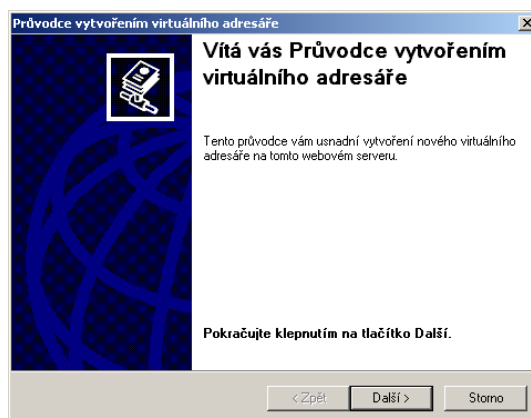 Průvodce vytvořením virtuálního adresáře
Vítá vás Průvodce vytvořením
virtuálního adresáře
Tento průvodce vám usnadní vytvoření nového virtuálního
adresáře na tomto webovém serveru.
Pokračujte klepnutím na tlačítko Další.
< Zpět
Další >
Storno